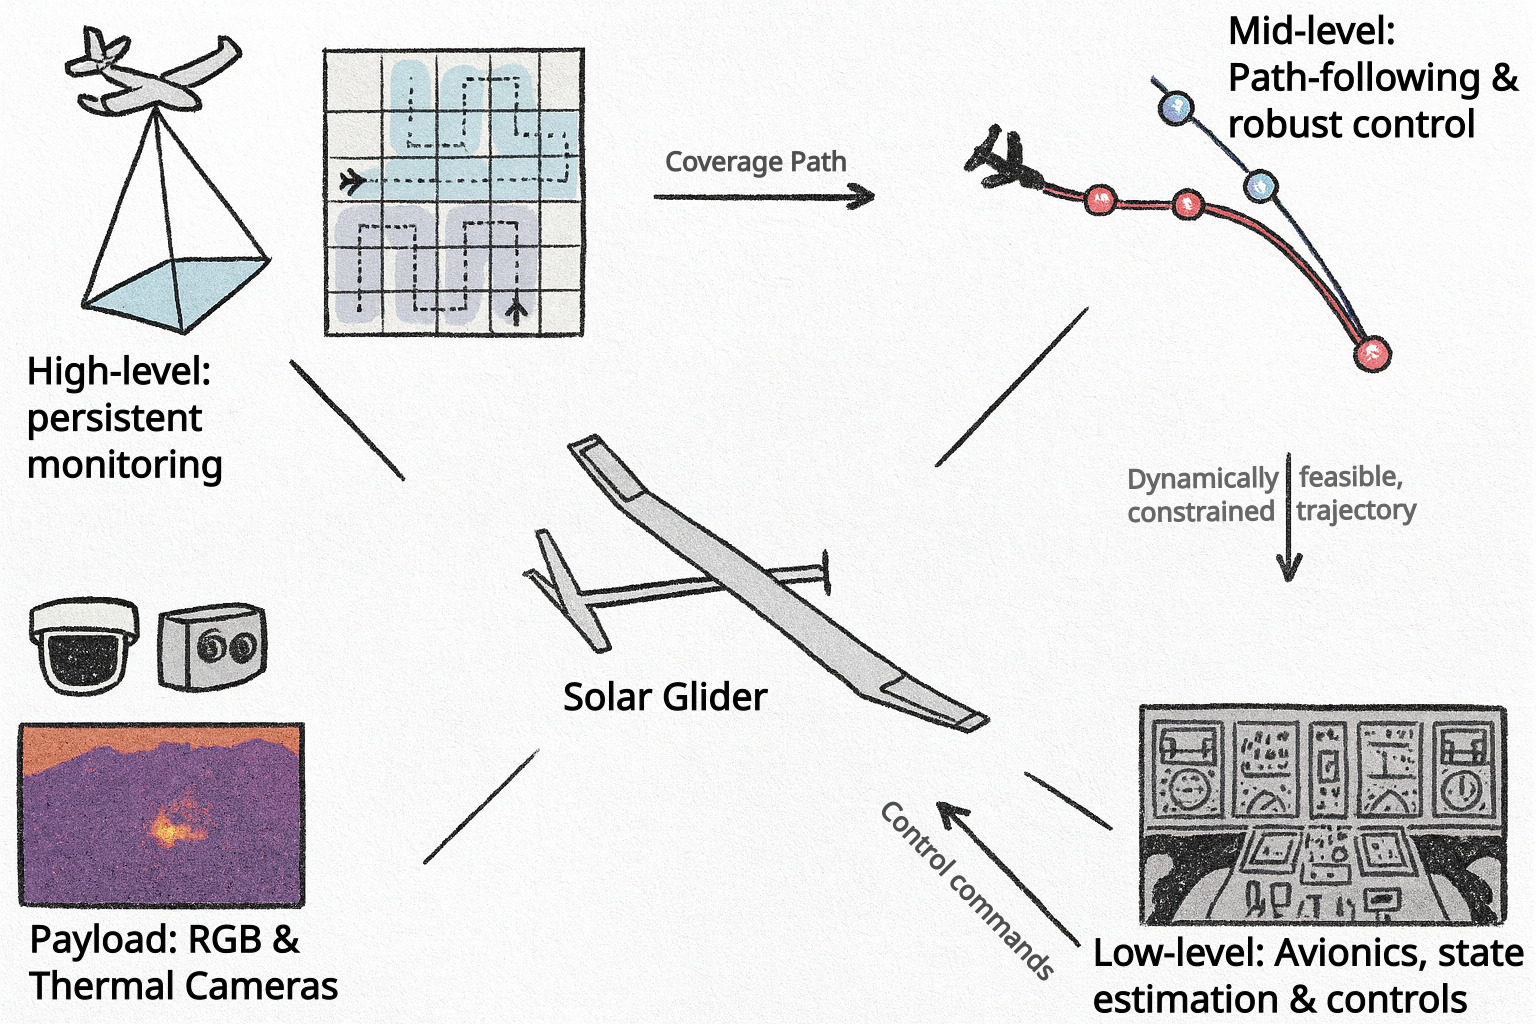 Mid-level:
Path-following &
robust control
Coverage Path
High-level:
persistent
monitoring
Dynamically feasible,
constrained trajectory
Solar Glider
Control commands
Payload: RGB &
Thermal Cameras
Low-level: Avionics, state
estimation & controls